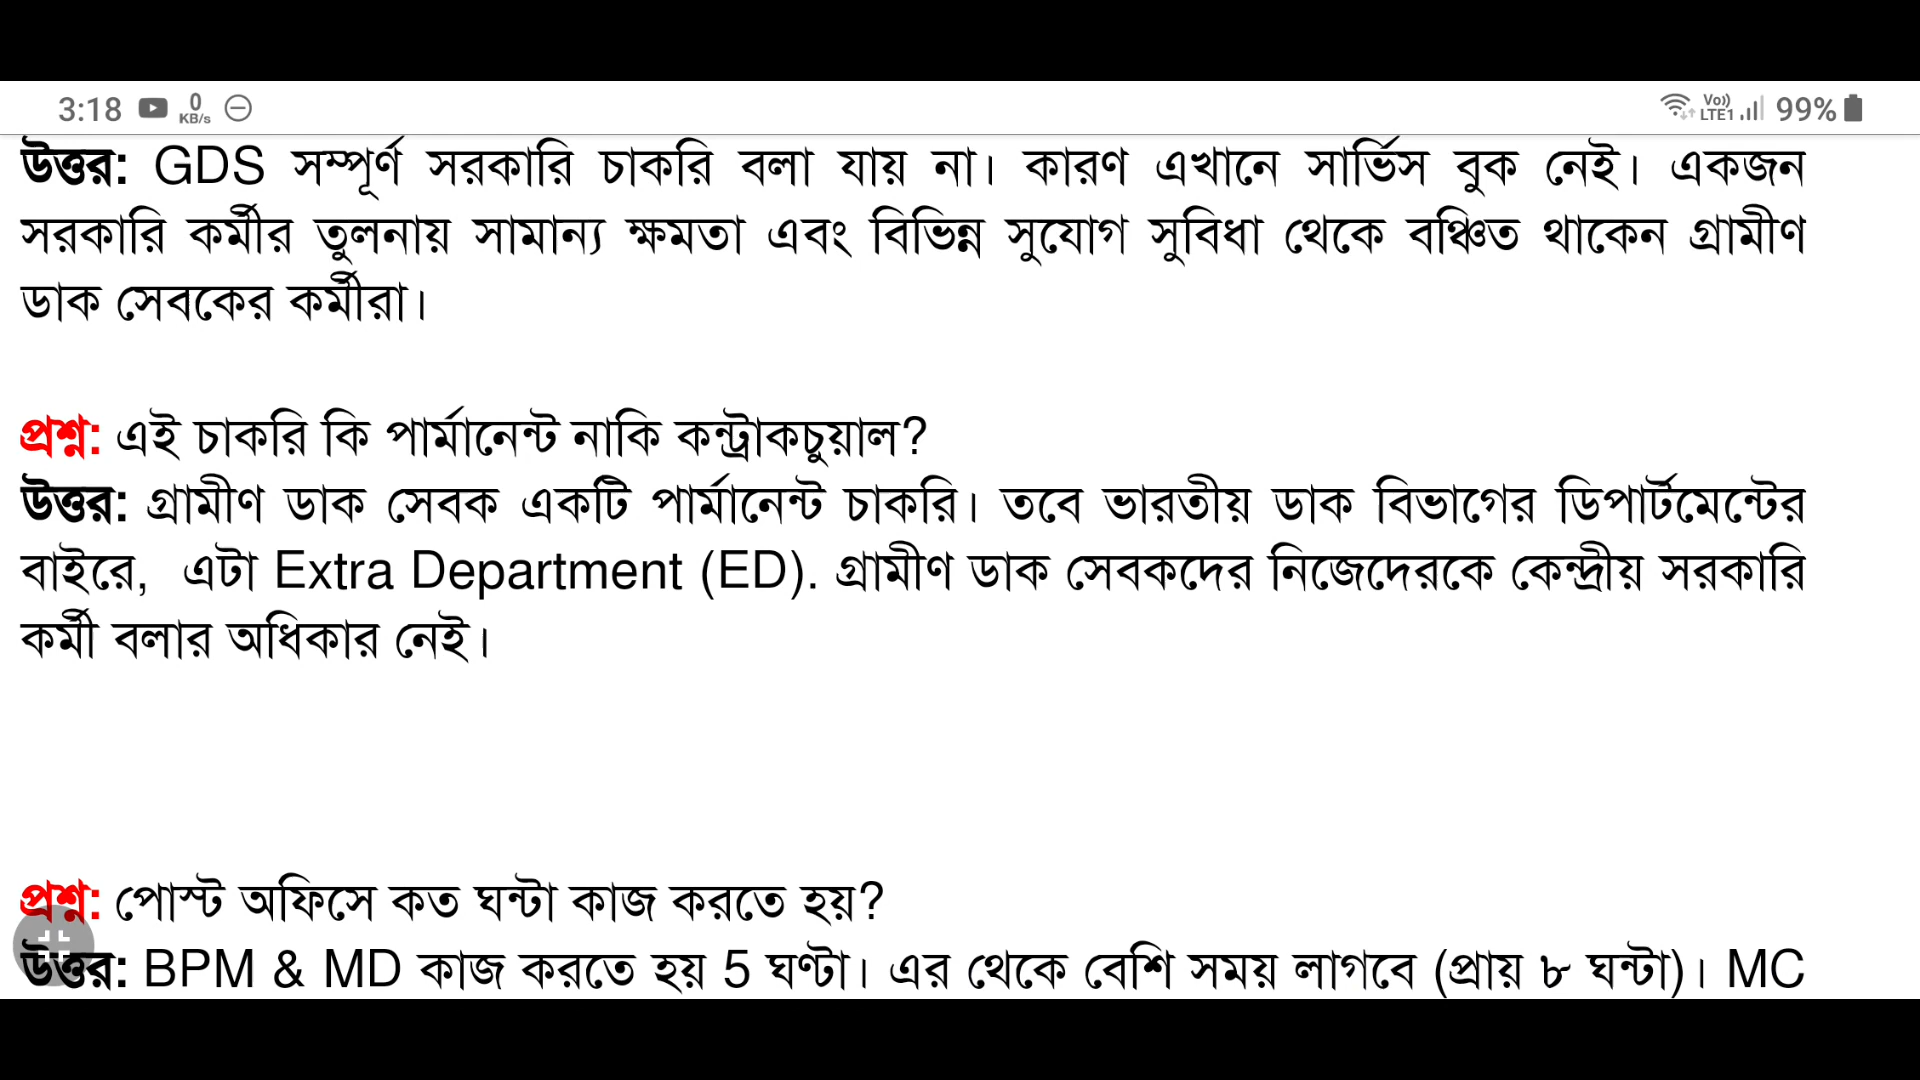 3:18 0 KB/s Vo)) LTE1 99%
উত্তর: GDS সম্পূর্ণ সরকারি চাকরি বলা যায় না। কারণ এখানে সার্ভিস বুক নেই। একজন
সরকারি কর্মীর তুলনায় সামান্য ক্ষমতা এবং বিভিন্ন সুযোগ সুবিধা থেকে বঞ্চিত থাকেন গ্রামীণ
ডাক সেবকের কর্মীরা।
প্রশ্ন: এই চাকরি কি পার্মানেন্ট নাকি কন্ট্রাকচুয়াল?
উত্তর: গ্রামীণ ডাক সেবক একটি পার্মানেন্ট চাকরি। তবে ভারতীয় ডাক বিভাগের ডিপার্টমেন্টের
বাইরে, এটা Extra Department (ED). গ্রামীণ ডাক সেবকদের নিজেদেরকে কেন্দ্রীয় সরকারি
কর্মী বলার অধিকার নেই।
প্রশ্ন: পোস্ট অফিসে কত ঘন্টা কাজ করতে হয়?
উত্তর: BPM & MD কাজ করতে হয় 5 ঘণ্টা। এর থেকে বেশি সময় লাগবে (প্রায় ৮ ঘন্টা)। MC